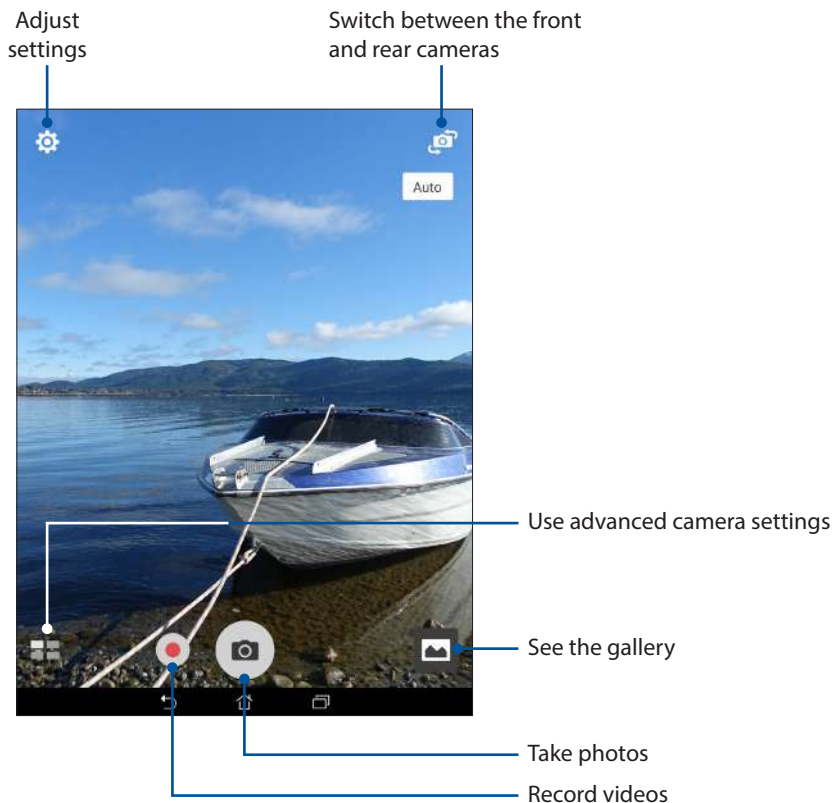 Adjust
settings
Switch between the front
and rear cameras
Auto
Use advanced camera settings
See the gallery
Take photos
Record videos